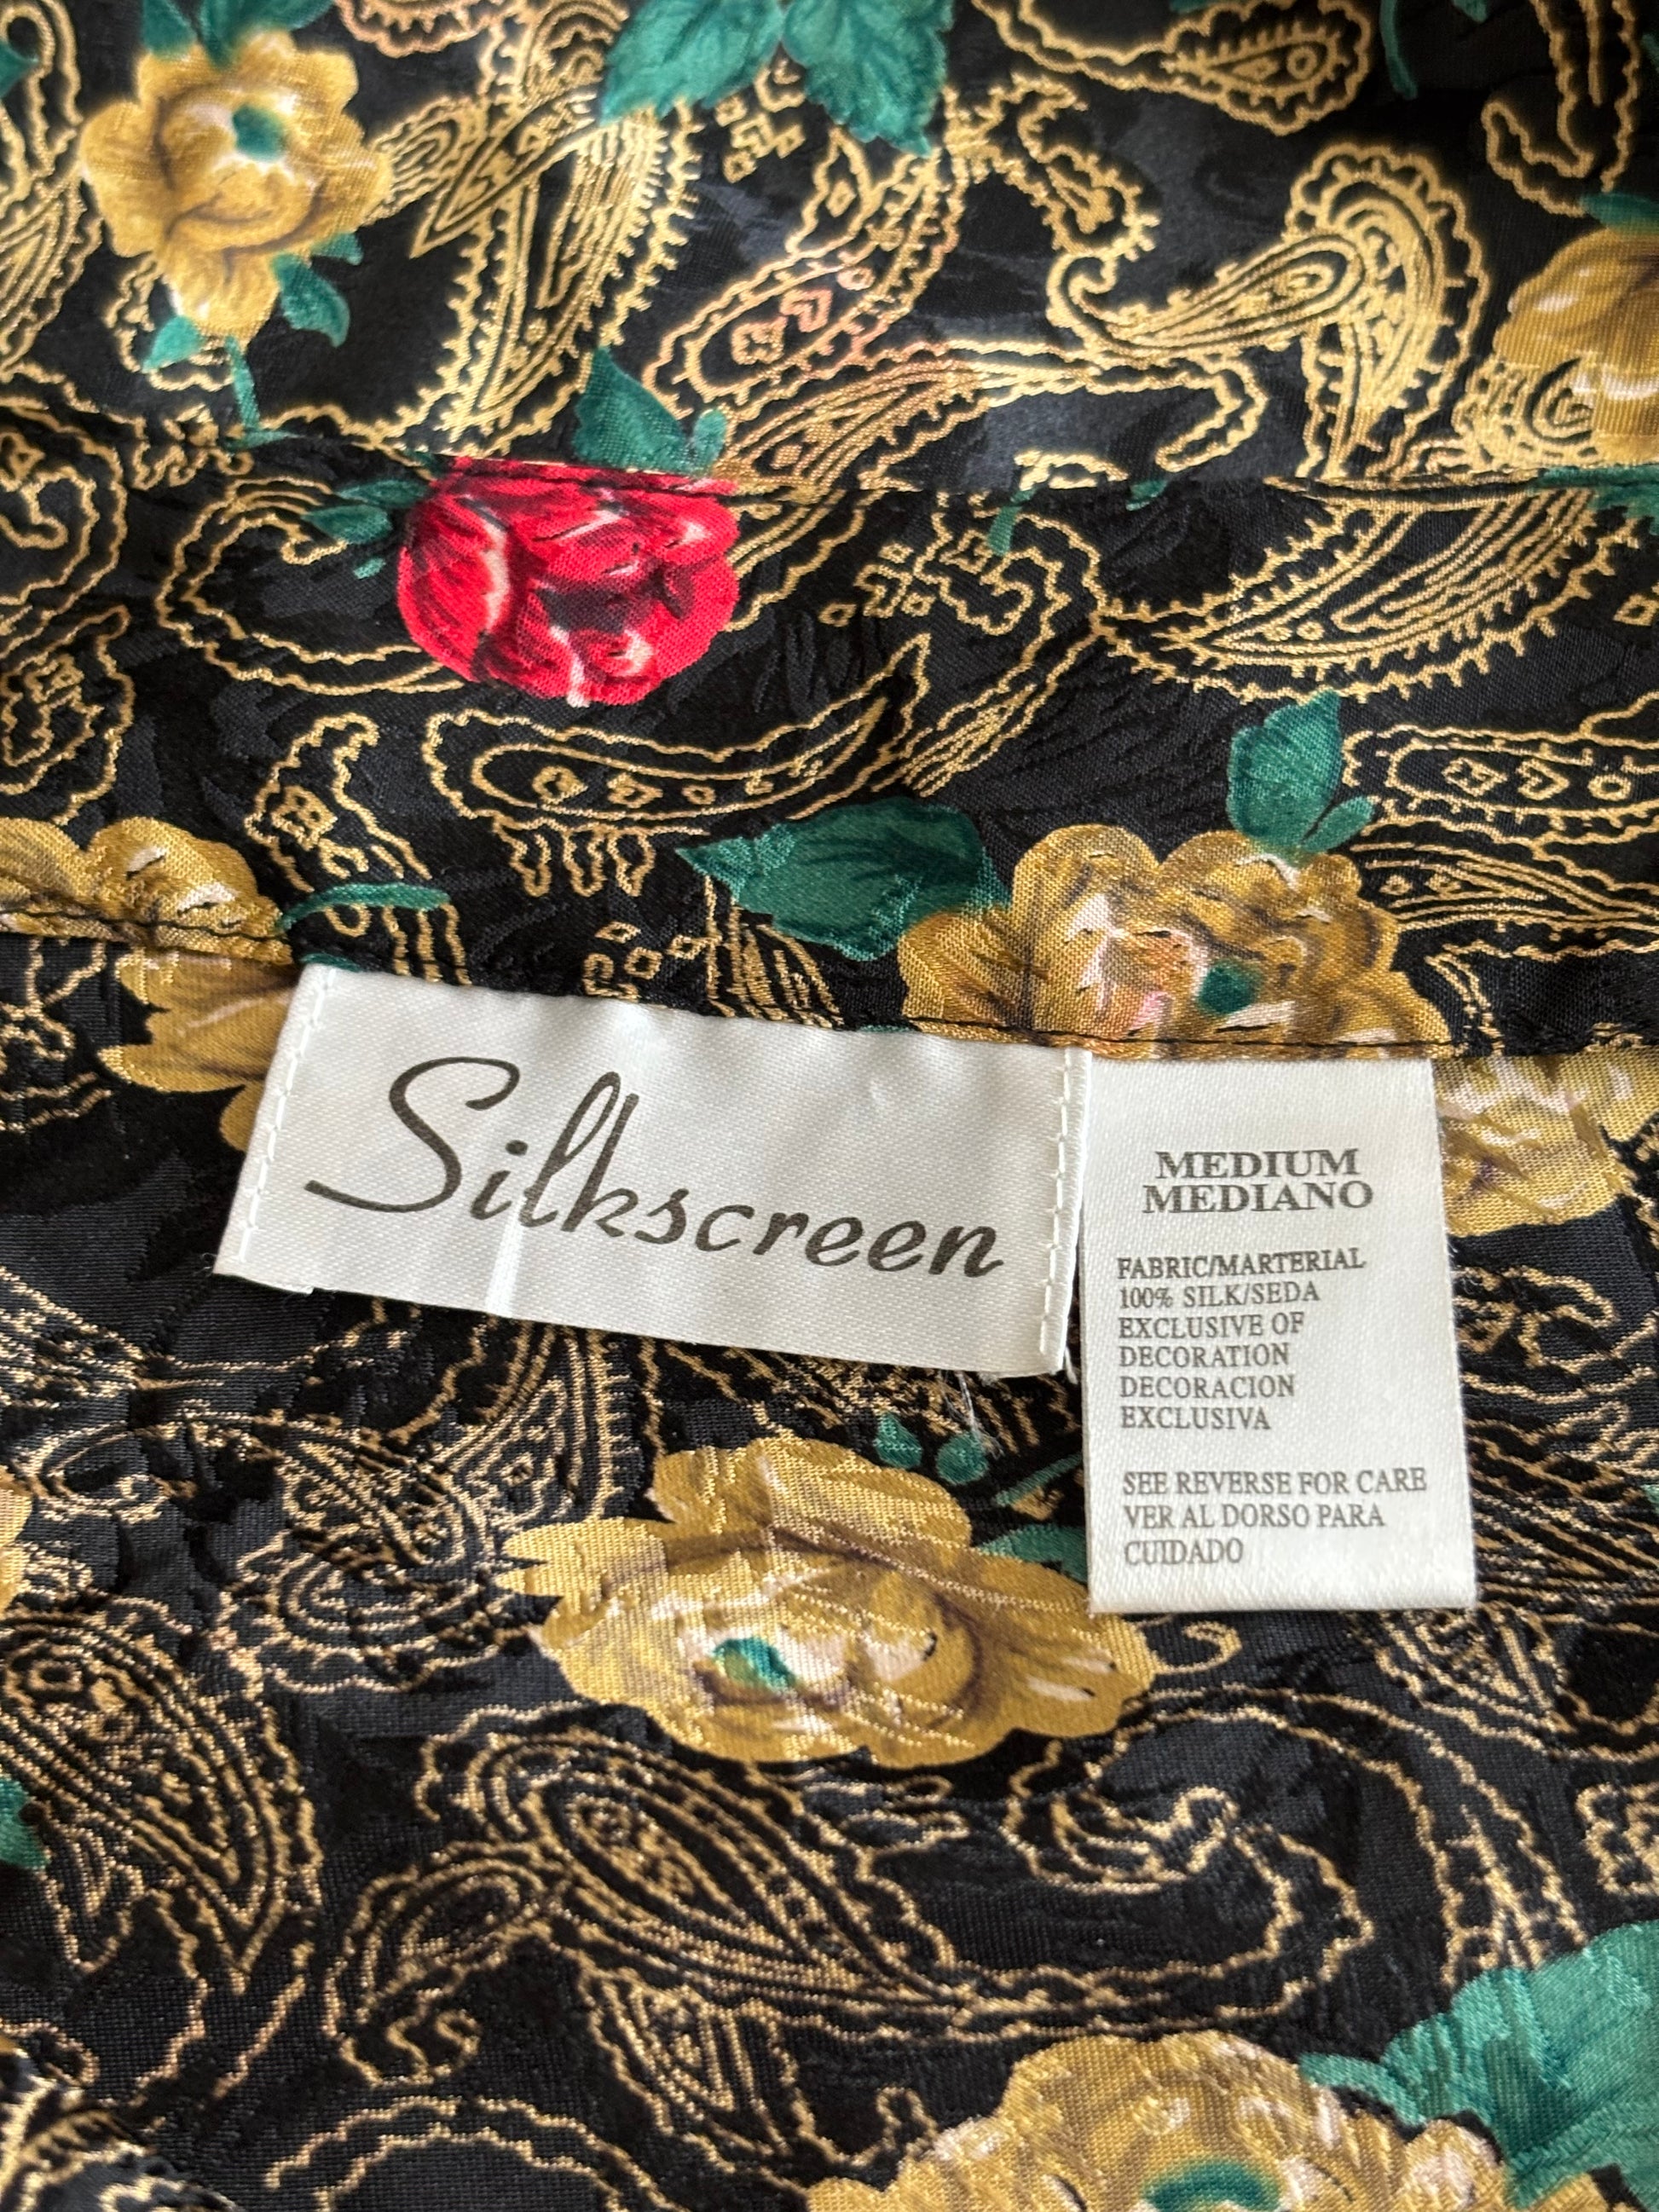 Silkscreen
MEDIUM
MEDIANO
FABRIC/MARTERIAL
100% SILK/SEDA
EXCLUSIVE OF
DECORATION
DECORACION
EXCLUSIVA
SEE REVERSE FOR CARE
VER AL DORSO PARA
CUIDADO